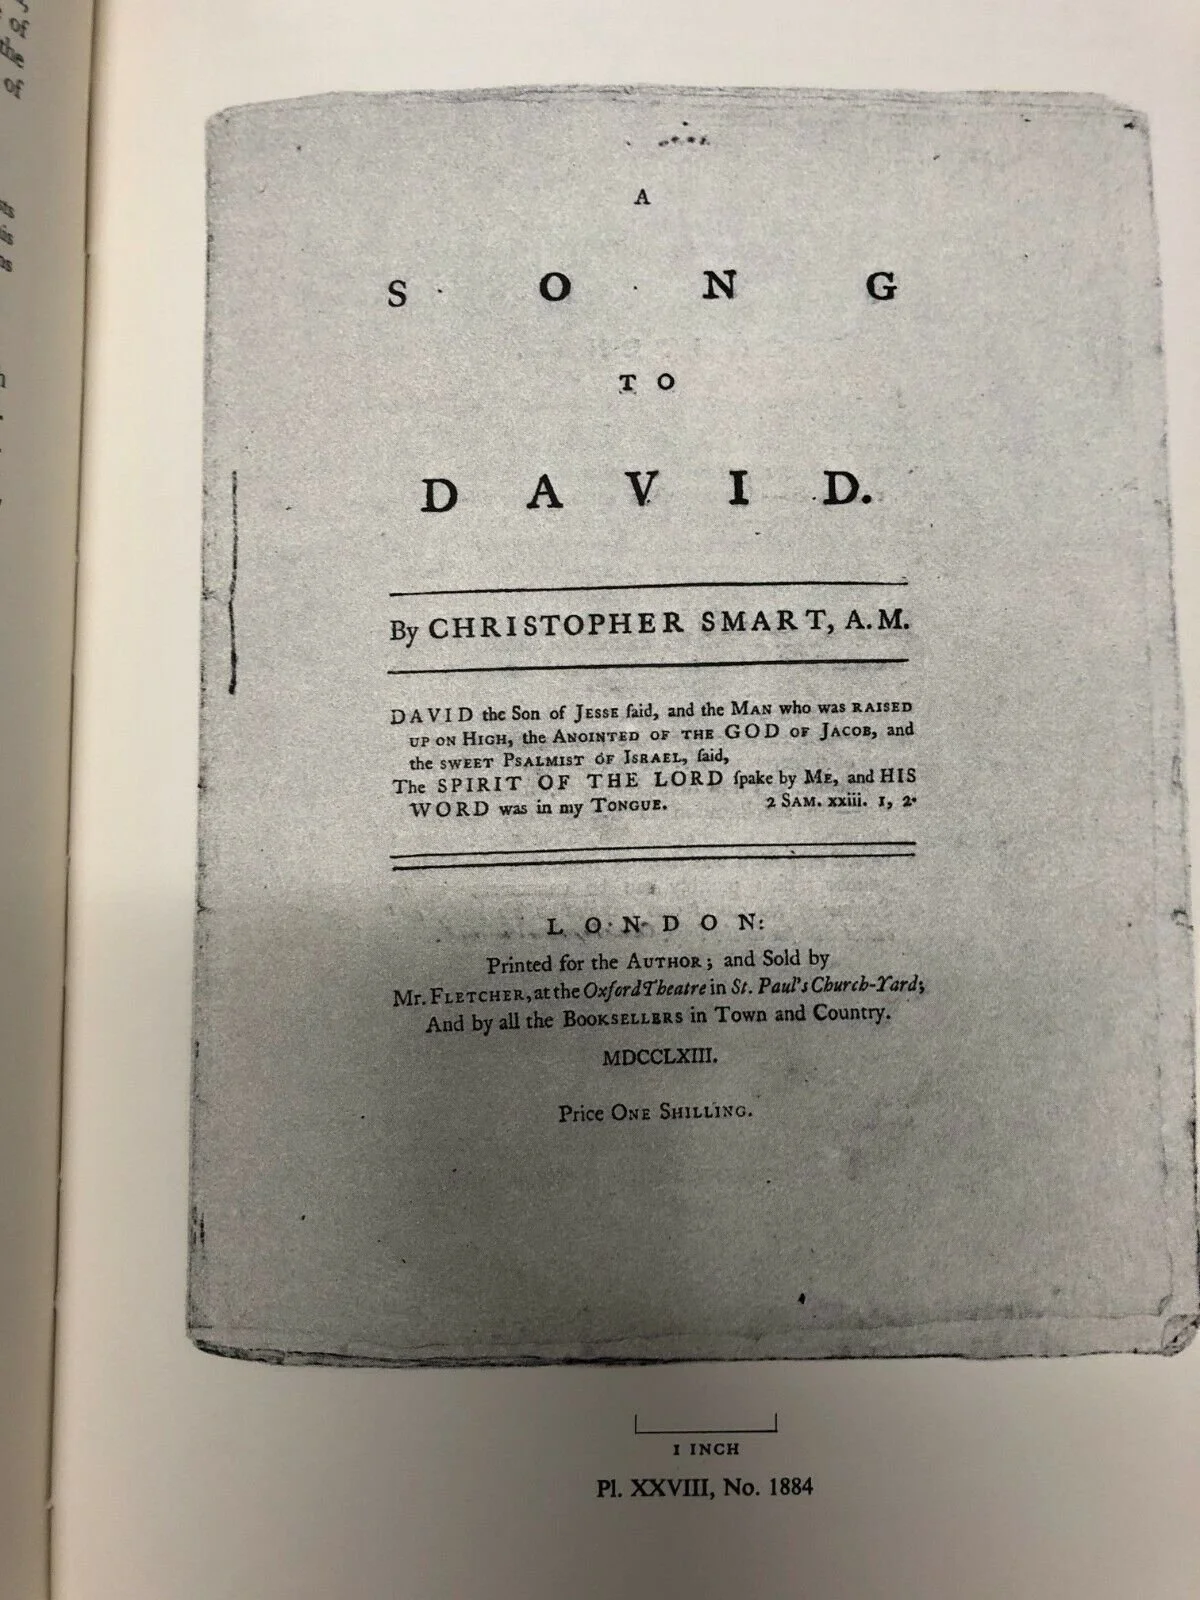 of
the
of
A
SONG
TO
DAVID.
By CHRISTOPHER SMART, A.M.
DAVID the Son of JESSE ſaid, and the MAN who was RAISED
UP ON HIGH, the ANOINTED OF THE GOD OF JACOB, and
the SWEET PSALMIST OF ISRAEL, ſaid,
The SPIRIT OF THE LORD ſpake by ME, and HIS
WORD was in my TONGUE. 2 SAM. xxiii. 1, 2.
LONDON:
Printed for the AUTHOR; and Sold by
Mr. FLETCHER, at the Oxford Theatre in St. Paul's Church-Yard;
And by all the BOOKSELLERS in Town and Country.
MDCCLXIII.
Price ONE SHILLING.
1 INCH
Pl. XXVIII, No. 1884